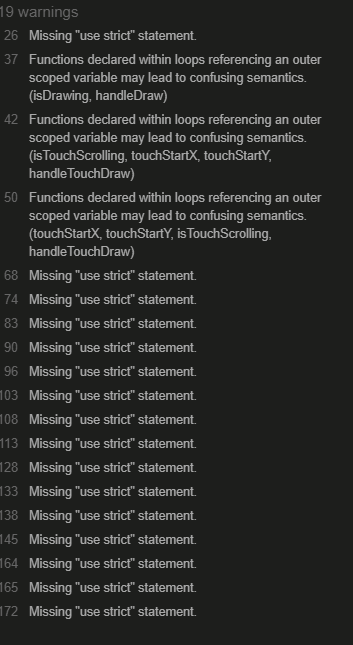 19 warnings
26 Missing "use strict" statement.
37 Functions declared within loops referencing an outer
scoped variable may lead to confusing semantics.
(isDrawing, handleDraw)
42 Functions declared within loops referencing an outer
scoped variable may lead to confusing semantics.
(isTouchScrolling, touchStartX, touchStartY,
handleTouchDraw)
50 Functions declared within loops referencing an outer
scoped variable may lead to confusing semantics.
(touchStartX, touchStartY, isTouchScrolling,
handleTouchDraw)
68 Missing "use strict" statement.
74 Missing "use strict" statement.
83 Missing "use strict" statement.
90 Missing "use strict" statement.
96 Missing "use strict" statement.
103 Missing "use strict" statement.
108 Missing "use strict" statement.
113 Missing "use strict" statement.
128 Missing "use strict" statement.
133 Missing "use strict" statement.
138 Missing "use strict" statement.
145 Missing "use strict" statement.
164 Missing "use strict" statement.
165 Missing "use strict" statement.
172 Missing "use strict" statement.